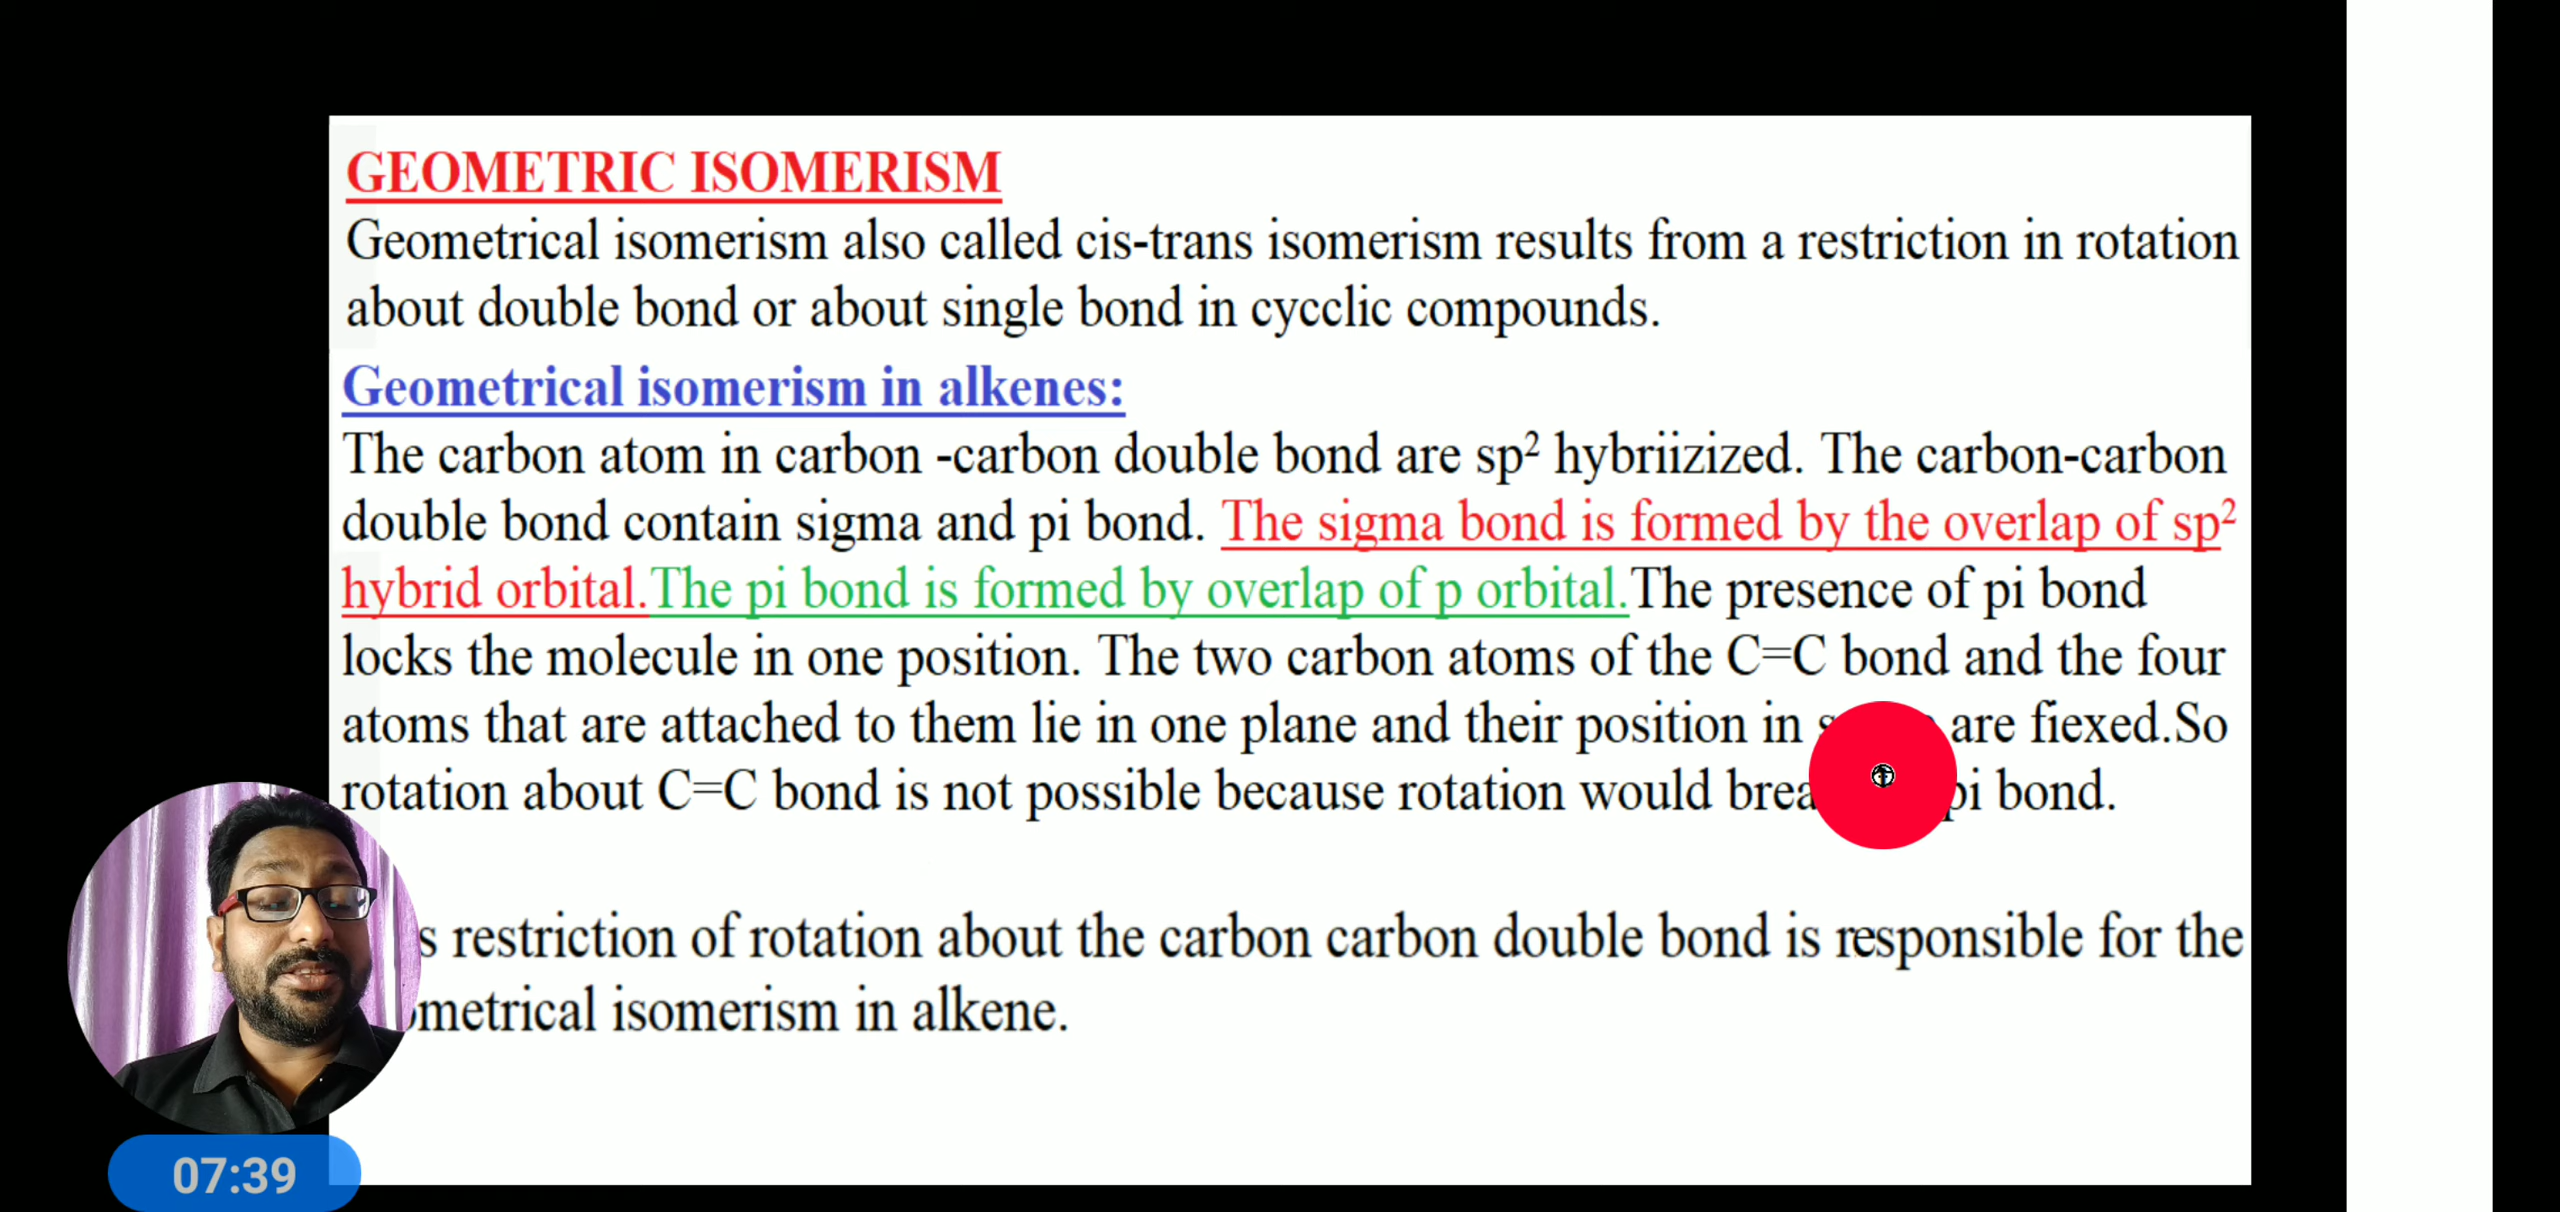 GEOMETRIC ISOMERISM
Geometrical isomerism also called cis-trans isomerism results from a restriction in rotation
about double bond or about single bond in cycclic compounds.
Geometrical isomerism in alkenes:
The carbon atom in carbon -carbon double bond are sp² hybriizized. The carbon-carbon
double bond contain sigma and pi bond. The sigma bond is formed by the overlap of sp²
hybrid orbital.The pi bond is formed by overlap of p orbital.The presence of pi bond
locks the molecule in one position. The two carbon atoms of the C=C bond and the four
atoms that are attached to them lie in one plane and their position in are fiexed.So
rotation about C=C bond is not possible because rotation would pi bond.
restriction of rotation about the carbon carbon double bond is responsible for the
isomerism in alkene.
07:39